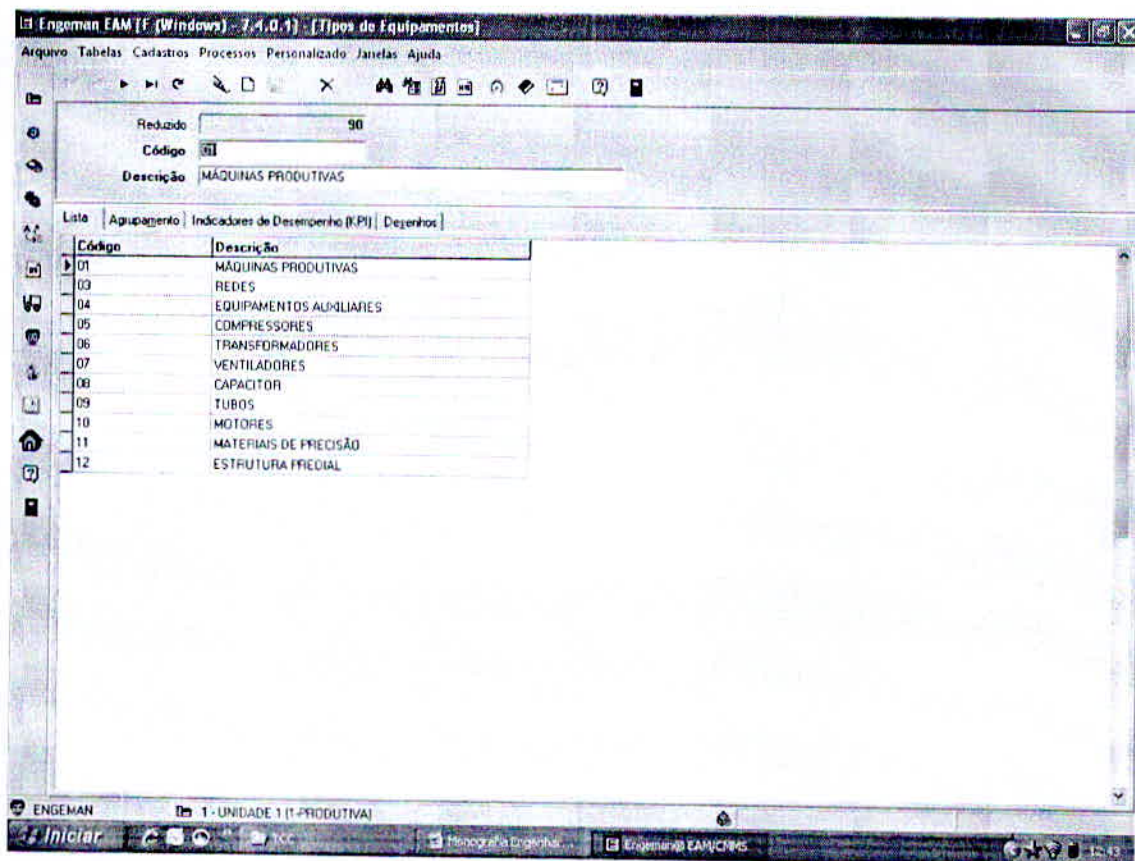 Engeman EAM [F (Windows) - 7.4.0.1] - [Tipos de Equipamentos]
Arquivo Tabelas Cadastros Processos Personalizado Janelas Ajuda
Reduzido 90
Código 01
Descrição MÁQUINAS PRODUTIVAS
Lista Agrupamento Indicadores de Desempenho (KPI) Desenhos
Código Descrição
01 MÁQUINAS PRODUTIVAS
03 REDES
04 EQUIPAMENTOS AUXILIARES
05 COMPRESSORES
06 TRANSFORMADORES
07 VENTILADORES
08 CAPACITOR
09 TUBOS
10 MOTORES
11 MATERIAIS DE PRECISÃO
12 ESTRUTURA PREDIAL
ENGEMAN 1 - UNIDADE 1 (1-PRODUTIVA)
Iniciar TCC Monografia Engenhar... Engeman® EAM/CMMS 12:43